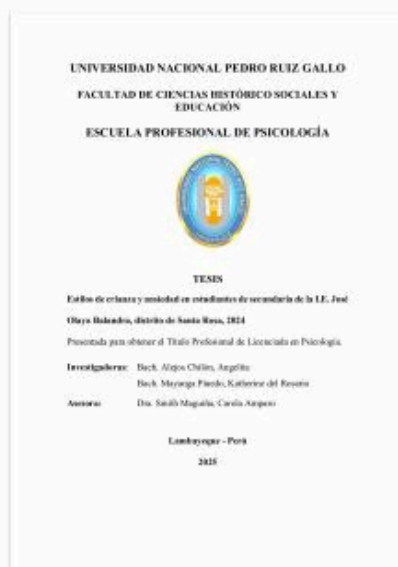 UNIVERSIDAD NACIONAL PEDRO RUIZ GALLO
FACULTAD DE CIENCIAS HISTÓRICO SOCIALES Y
EDUCACIÓN
ESCUELA PROFESIONAL DE PSICOLOGÍA
TESIS
Estilos de crianza y ansiedad en estudiantes de secundaria de la I.E. José
Olaya Balandra, distrito de Santa Rosa, 2024
Presentada para obtener el Título Profesional de Licenciada en Psicología.
Investigadoras: Bach. Alejos Chilón, Angelita
Bach. Mayanga Pinedo, Katherine del Rosario
Asesora: Dra. Smith Maguiña, Carola Amparo
Lambayeque - Perú
2025